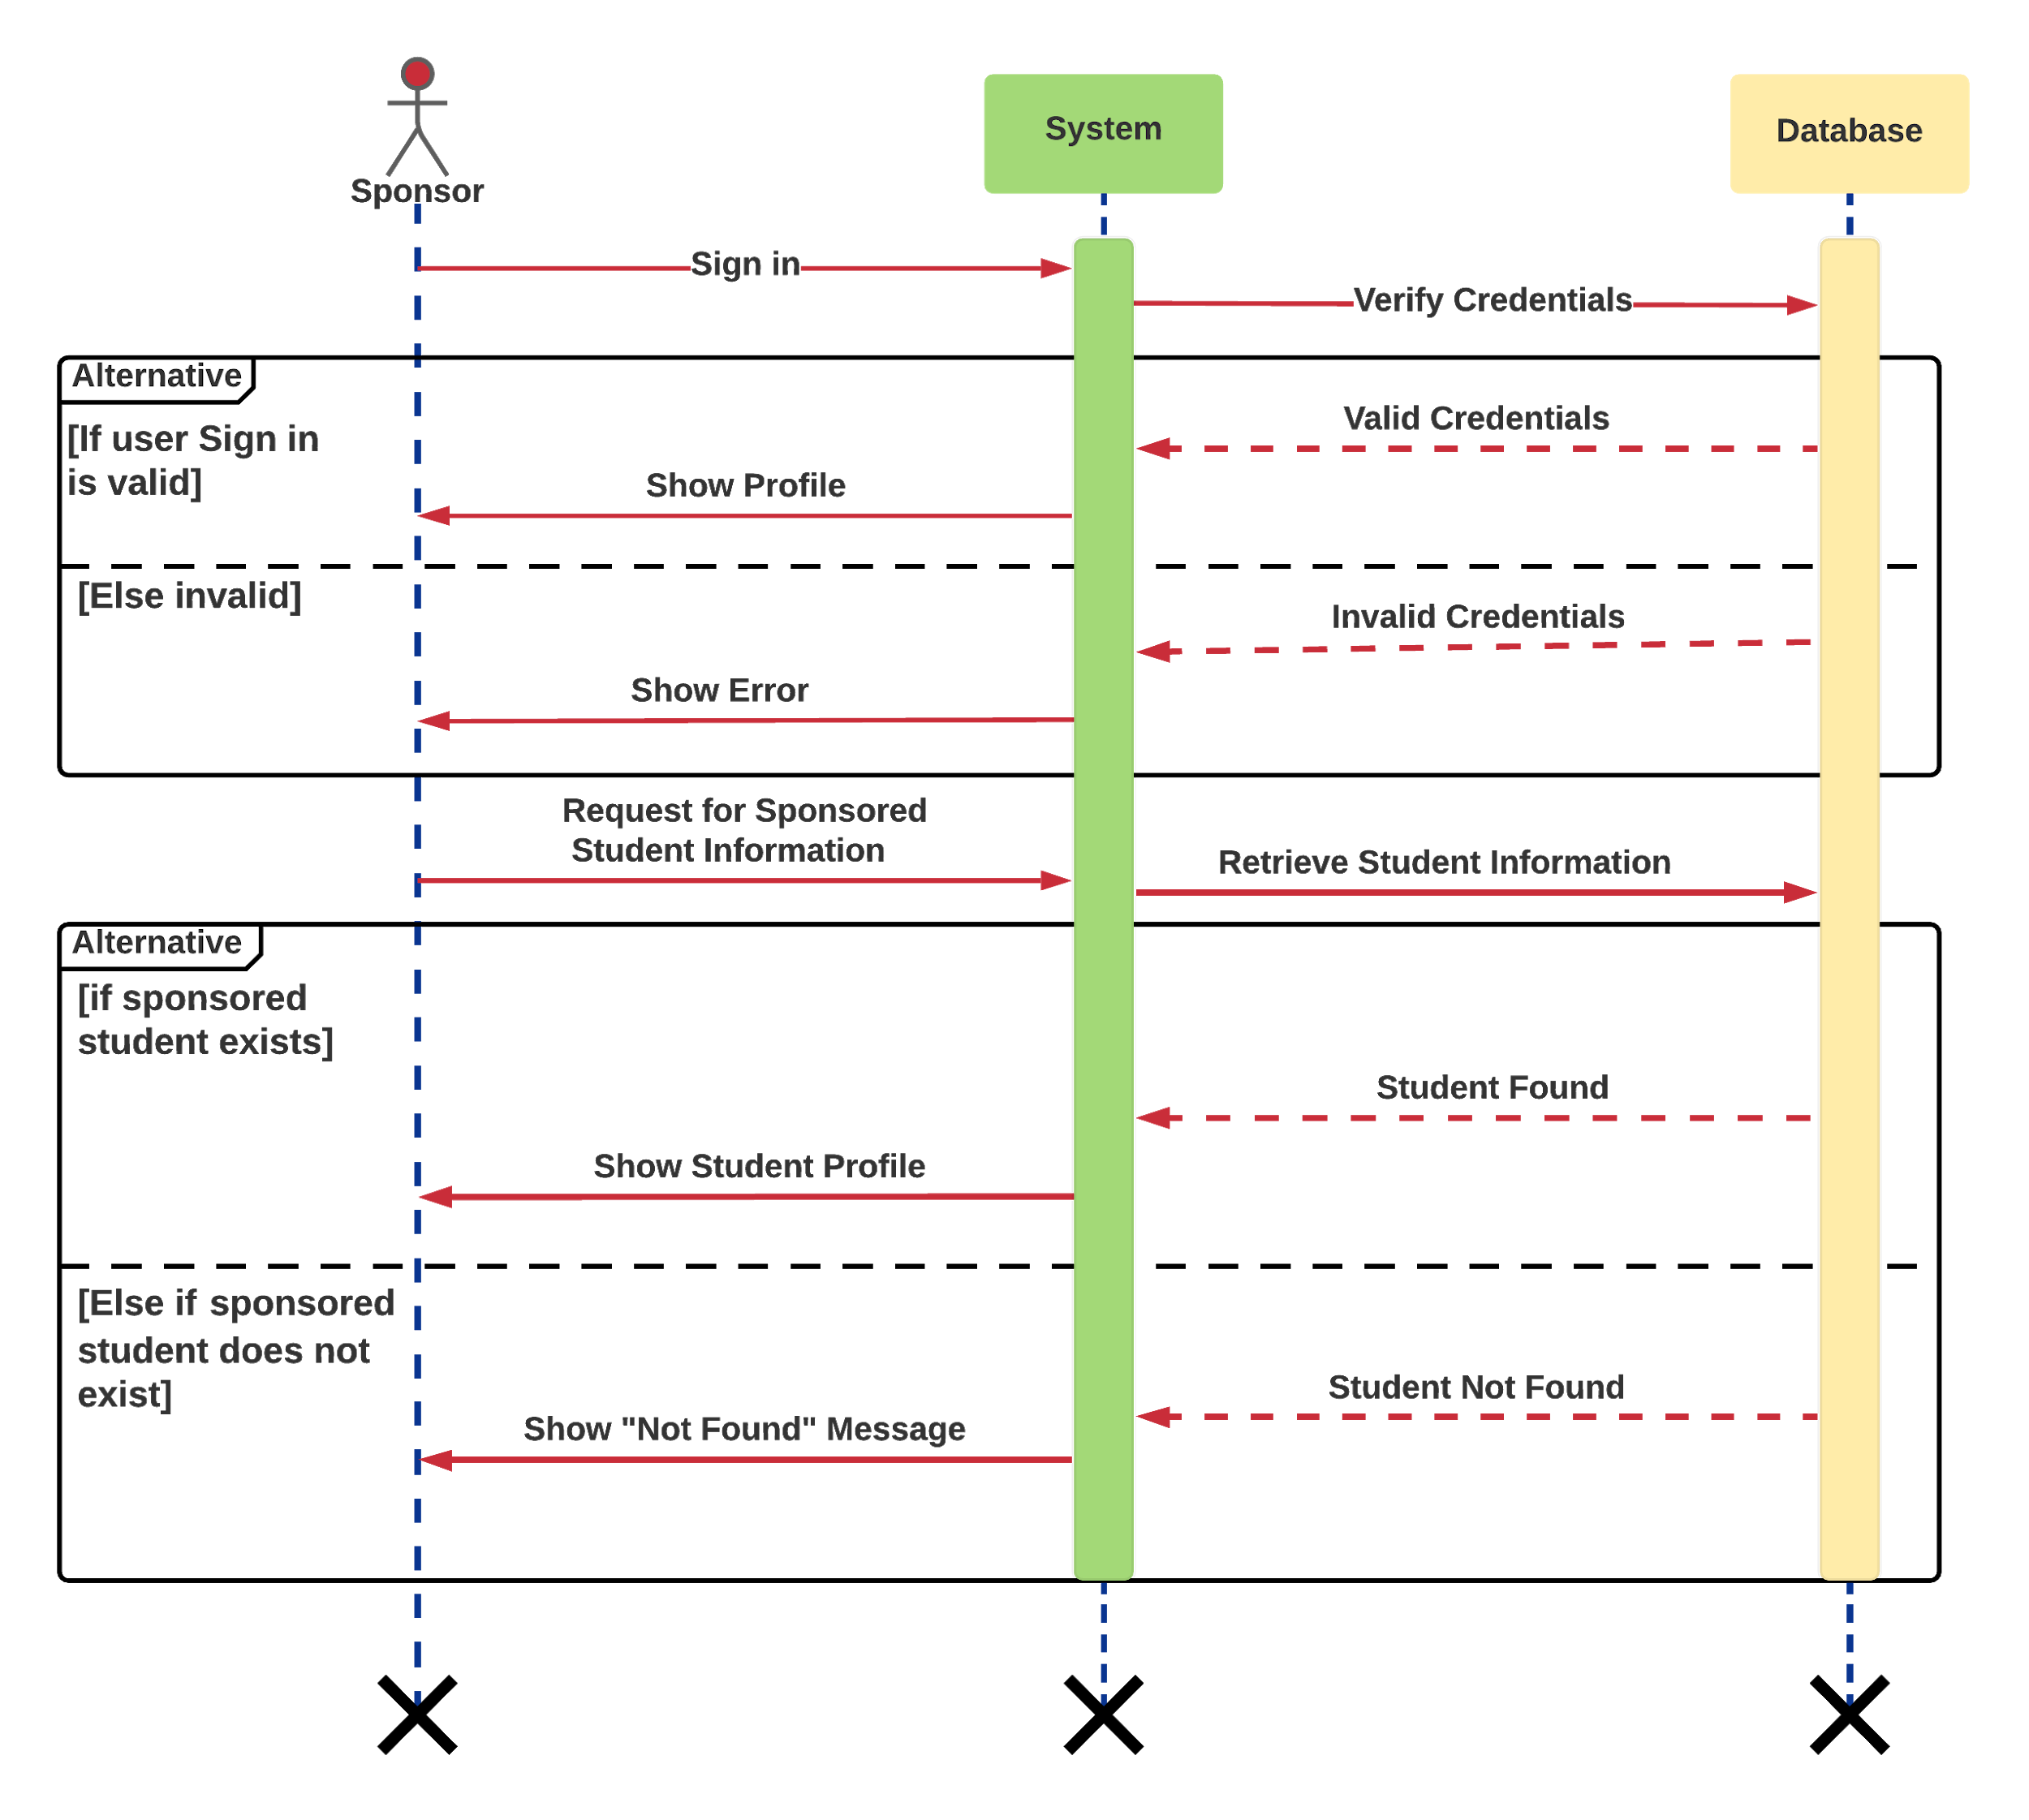 Sponsor
System
Database
Sign in
Verify Credentials
Alternative
[If user Sign in
is valid]
Valid Credentials
Show Profile
[Else invalid]
Invalid Credentials
Show Error
Request for Sponsored
Student Information
Retrieve Student Information
Alternative
[if sponsored
student exists]
Student Found
Show Student Profile
[Else if sponsored
student does not
exist]
Student Not Found
Show "Not Found" Message